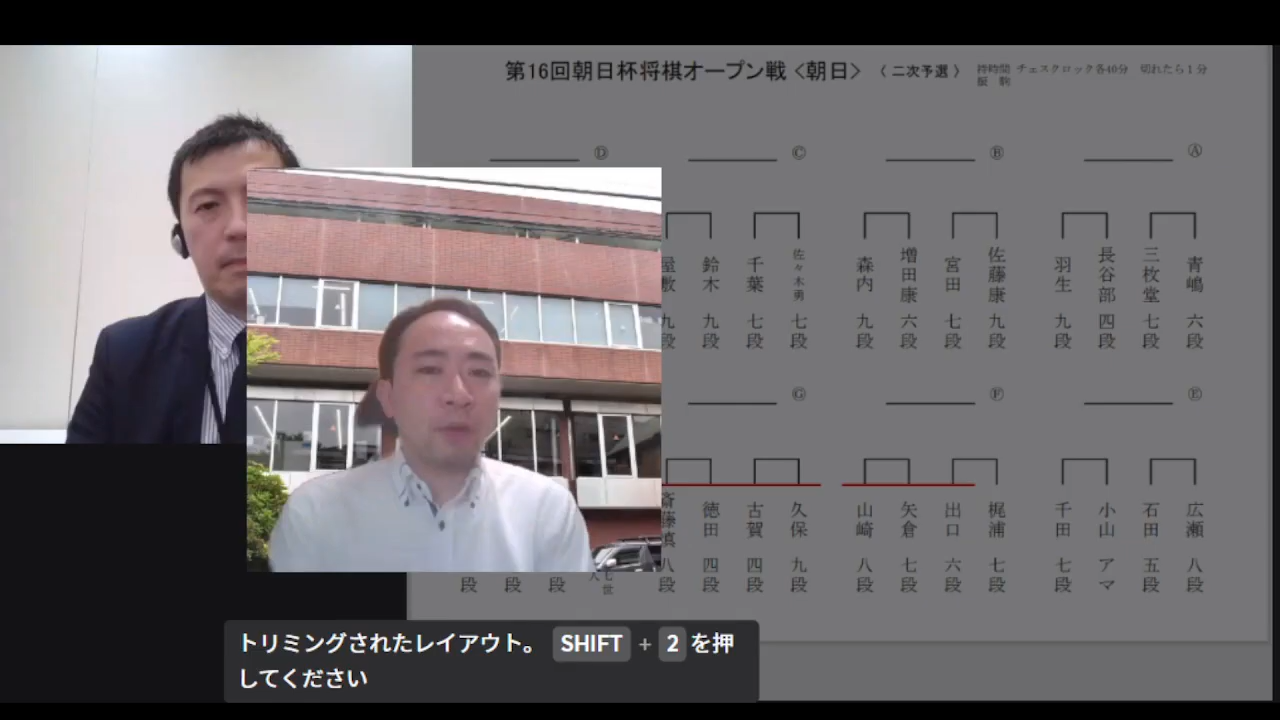 第16回朝日杯将棋オープン戦〈朝日〉 〈 二次予選 〉 持時間 チェスクロック各40分 切れたら1分
振 駒
Ⓓ Ⓒ Ⓑ Ⓐ
青嶋 六段
三枚堂 七段
長谷部 四段
羽生 九段
佐藤康 九段
宮田 七段
増田康 六段
森内 九段
佐々木勇 七段
千葉 七段
鈴木 九段
屋敷 九段
Ⓖ Ⓕ Ⓔ
広瀬 八段
石田 五段
小山 アマ
千田 七段
梶浦 七段
出口 六段
矢倉 七段
山崎 八段
久保 九段
古賀 四段
徳田 四段
斎藤慎 八段
七世
段
段
段
トリミングされたレイアウト。 SHIFT + 2 を押
してください